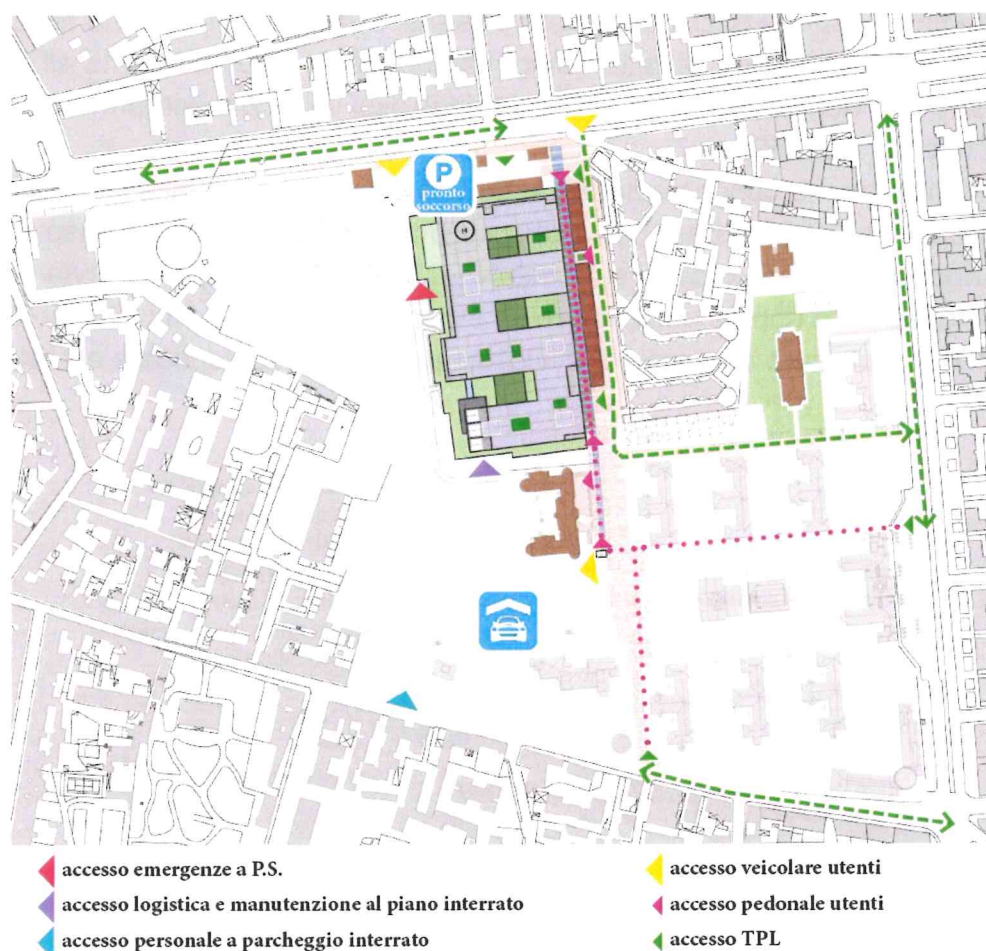 P
pronto
soccorso
H
accesso emergenze a P.S.
accesso logistica e manutenzione al piano interrato
accesso personale a parcheggio interrato
accesso veicolare utenti
accesso pedonale utenti
accesso TPL